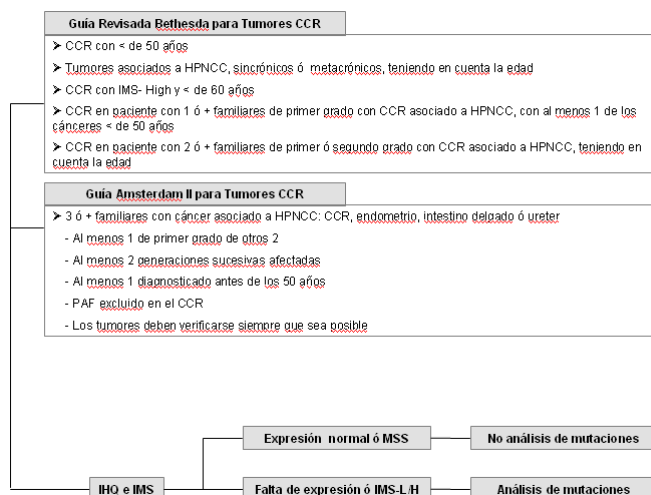 Guía Revisada Bethesda para Tumores CCR
➢ CCR con < de 50 años
➢ Tumores asociados a HPNCC, sincrónicos ó metacrónicos, teniendo en cuenta la edad
➢ CCR con IMS- High y < de 60 años
➢ CCR en paciente con 1 ó + familiares de primer grado con CCR asociado a HPNCC, con al menos 1 de los
cánceres < de 50 años
➢ CCR en paciente con 2 ó + familiares de primer ó segundo grado con CCR asociado a HPNCC, teniendo en
cuenta la edad
Guía Amsterdam II para Tumores CCR
➢ 3 ó + familiares con cáncer asociado a HPNCC: CCR, endometrio, intestino delgado ó ureter
- Al menos 1 de primer grado de otros 2
- Al menos 2 generaciones sucesivas afectadas
- Al menos 1 diagnosticado antes de los 50 años
- PAF excluido en el CCR
- Los tumores deben verificarse siempre que sea posible
Expresión normal ó MSS
No análisis de mutaciones
IHQ e IMS
Falta de expresión ó IMS-L/H
Análisis de mutaciones